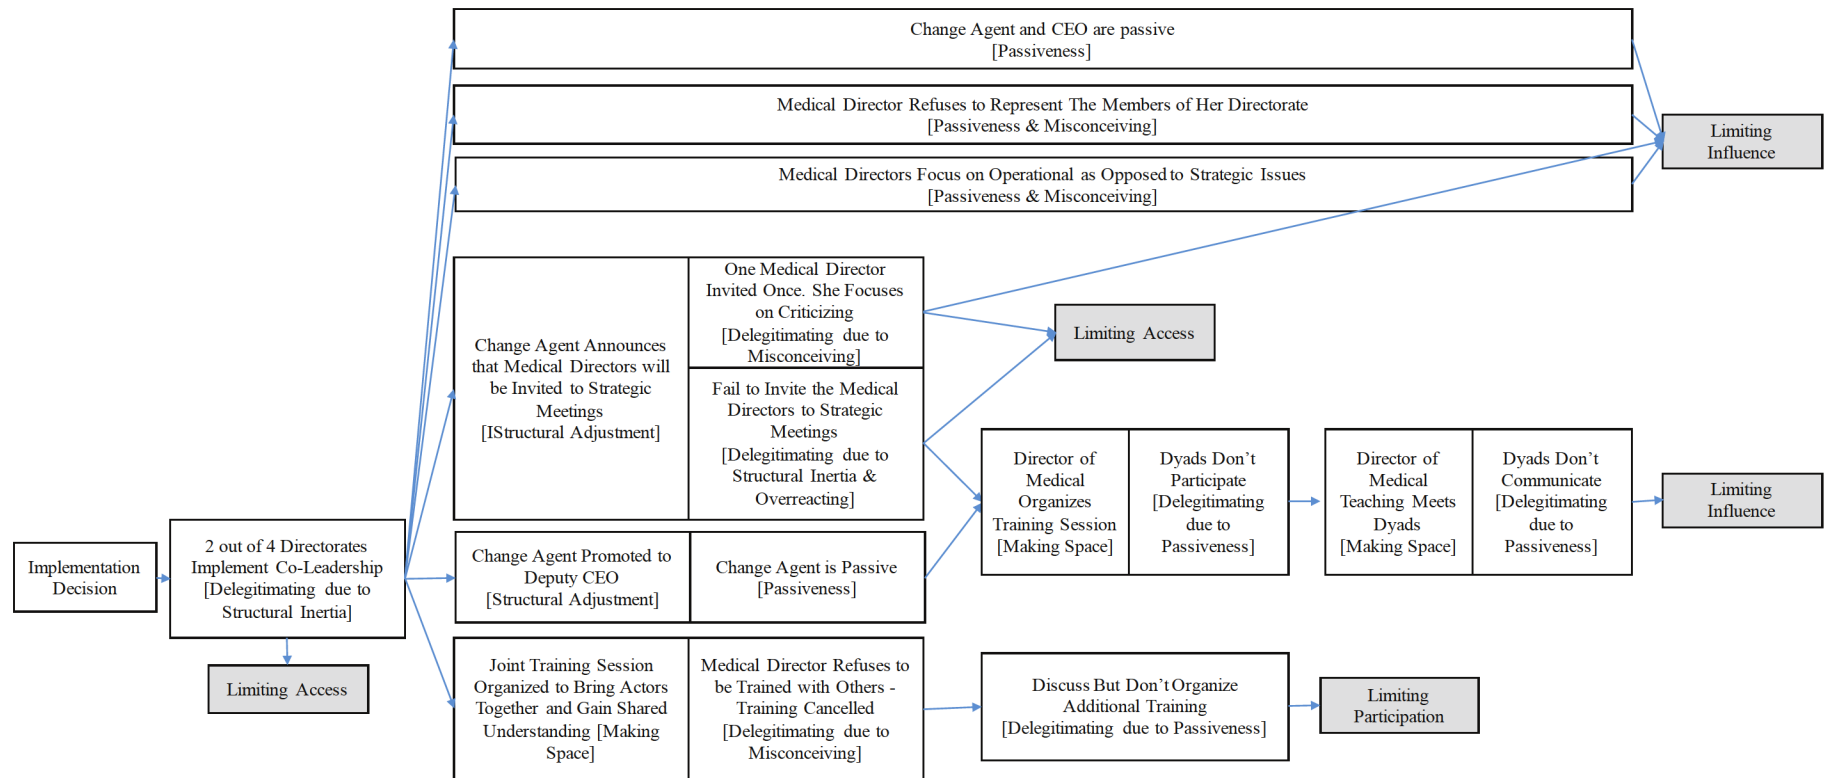 Change Agent and CEO are passive
[Passiveness]
Medical Director Refuses to Represent The Members of Her Directorate
[Passiveness & Misconceiving]
Limiting
Influence
Medical Directors Focus on Operational as Opposed to Strategic Issues
[Passiveness & Misconceiving]
Change Agent Announces
that Medical Directors will
be Invited to Strategic
Meetings
[IStructural Adjustment]
One Medical Director
Invited Once. She Focuses
on Criticizing
[Delegitimating due to
Misconceiving]
Limiting Access
Fail to Invite the Medical
Directors to Strategic
Meetings
[Delegitimating due to
Structural Inertia &
Overreacting]
Director of
Medical
Organizes
Training Session
[Making Space]
Dyads Don't
Participate
[Delegitimating
due to
Passiveness]
Director of
Medical
Teaching Meets
Dyads
[Making Space]
Dyads Don't
Communicate
[Delegitimating
due to
Passiveness]
Limiting
Influence
Implementation
Decision
2 out of 4 Directorates
Implement Co-Leadership
[Delegitimating due to
Structural Inertia]
Change Agent Promoted to
Deputy CEO
[Structural Adjustment]
Change Agent is Passive
[Passiveness]
Limiting Access
Joint Training Session
Organized to Bring Actors
Together and Gain Shared
Understanding [Making
Space]
Medical Director Refuses to
be Trained with Others -
Training Cancelled
[Delegitimating due to
Misconceiving]
Discuss But Don't Organize
Additional Training
[Delegitimating due to Passiveness]
Limiting
Participation